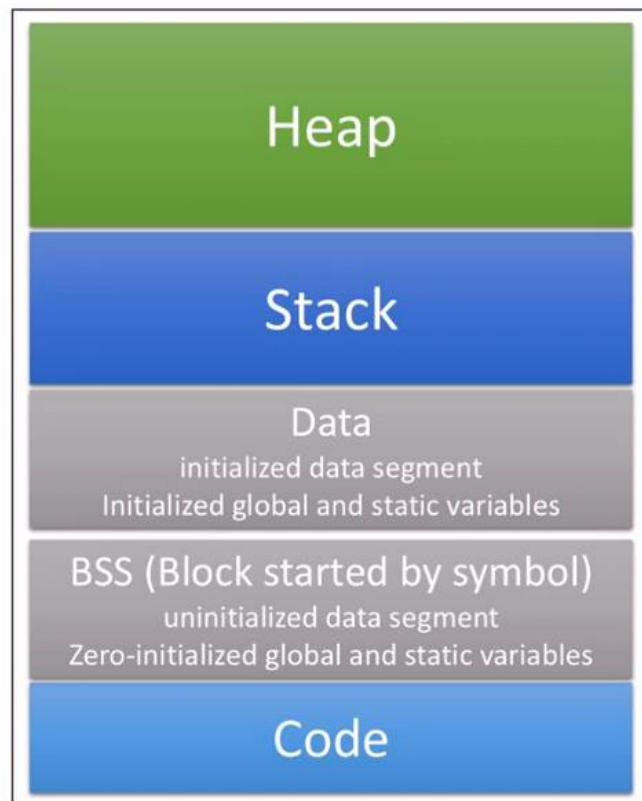 Heap
Stack
Data
initialized data segment
Initialized global and static variables
BSS (Block started by symbol)
uninitialized data segment
Zero-initialized global and static variables
Code